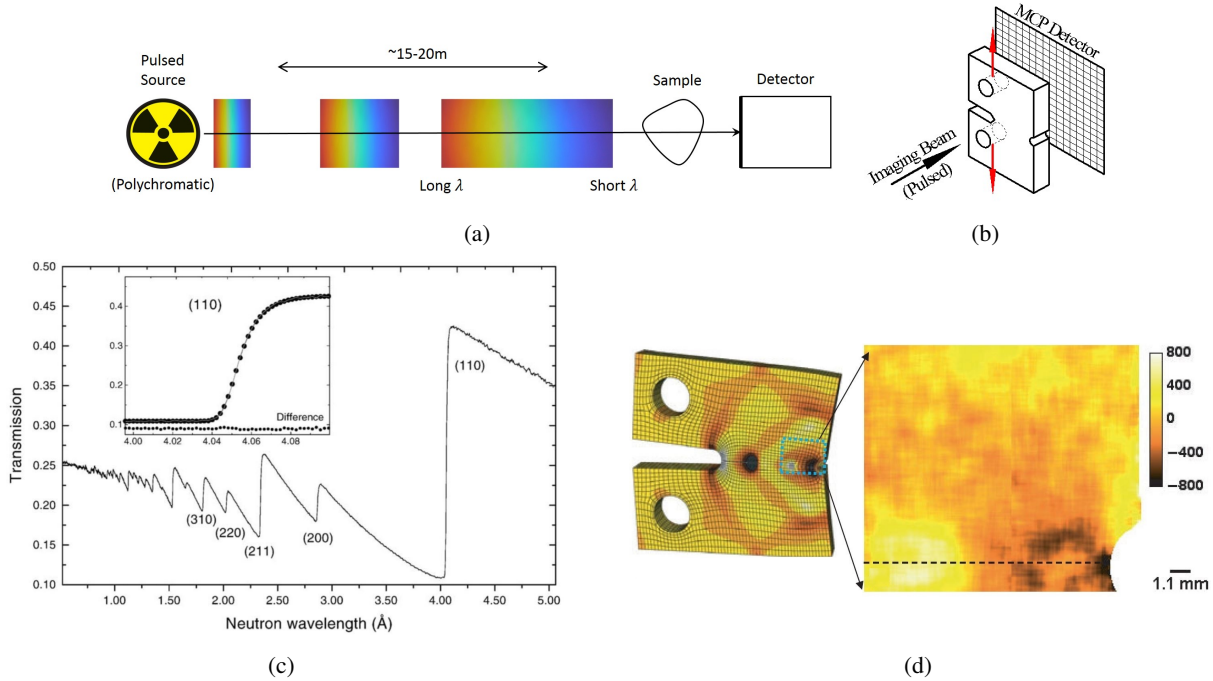 Pulsed
Source
(Polychromatic)
~15-20m
Long λ
Short λ
Sample
Detector
(a)
MCP Detector
Imaging Beam
(Pulsed)
(b)
0.50
0.45
0.40
0.35
0.30
0.25
0.20
0.15
0.10
Transmission
(110)
0.4
0.3
0.2
0.1
Difference
4.00
4.02
4.04
4.06
4.08
(110)
(310)
(220)
(211)
(200)
1.00
1.50
2.00
2.50
3.00
3.50
4.00
4.50
5.00
Neutron wavelength (Å)
(c)
800
400
0
−400
−800
1.1 mm
(d)